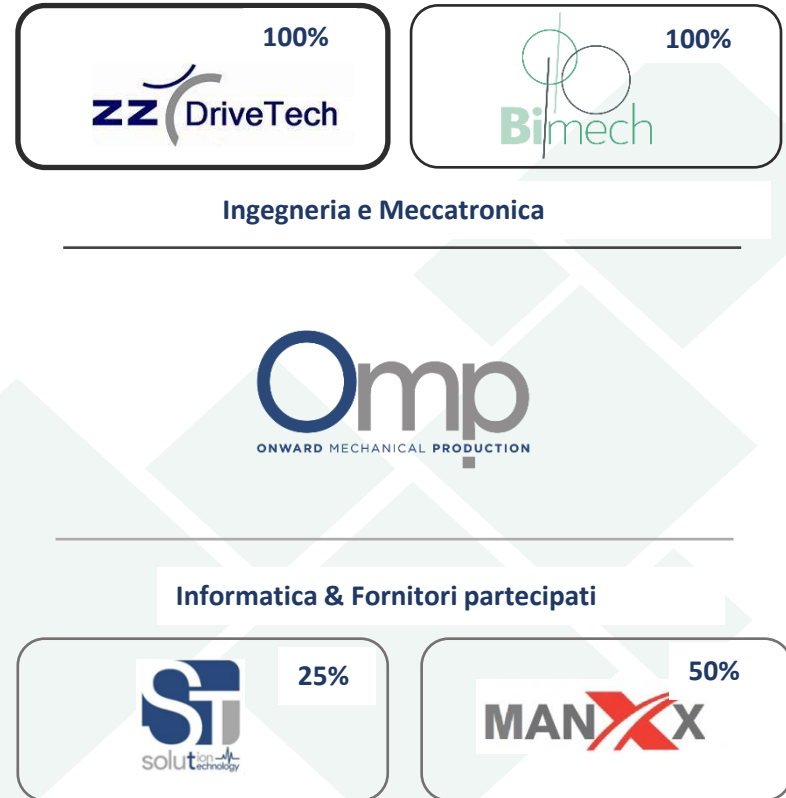 100%
ZZ DriveTech
100%
Bimech
Ingegneria e Meccatronica
Omp
ONWARD MECHANICAL PRODUCTION
Informatica & Fornitori partecipati
25%
ST
solution
technology
50%
MANXX